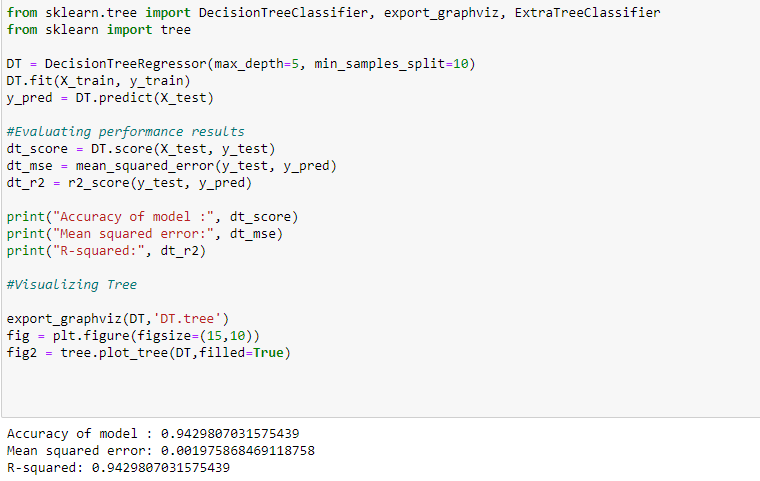 from sklearn.tree import DecisionTreeClassifier, export_graphviz, ExtraTreeClassifier
from sklearn import tree
DT = DecisionTreeRegressor(max_depth=5, min_samples_split=10)
DT.fit(X_train, y_train)
y_pred = DT.predict(X_test)
#Evaluating performance results
dt_score = DT.score(X_test, y_test)
dt_mse = mean_squared_error(y_test, y_pred)
dt_r2 = r2_score(y_test, y_pred)
print("Accuracy of model :", dt_score)
print("Mean squared error:", dt_mse)
print("R-squared:", dt_r2)
#Visualizing Tree
export_graphviz(DT,'DT.tree')
fig = plt.figure(figsize=(15,10))
fig2 = tree.plot_tree(DT,filled=True)
Accuracy of model : 0.9429807031575439
Mean squared error: 0.001975868469118758
R-squared: 0.9429807031575439